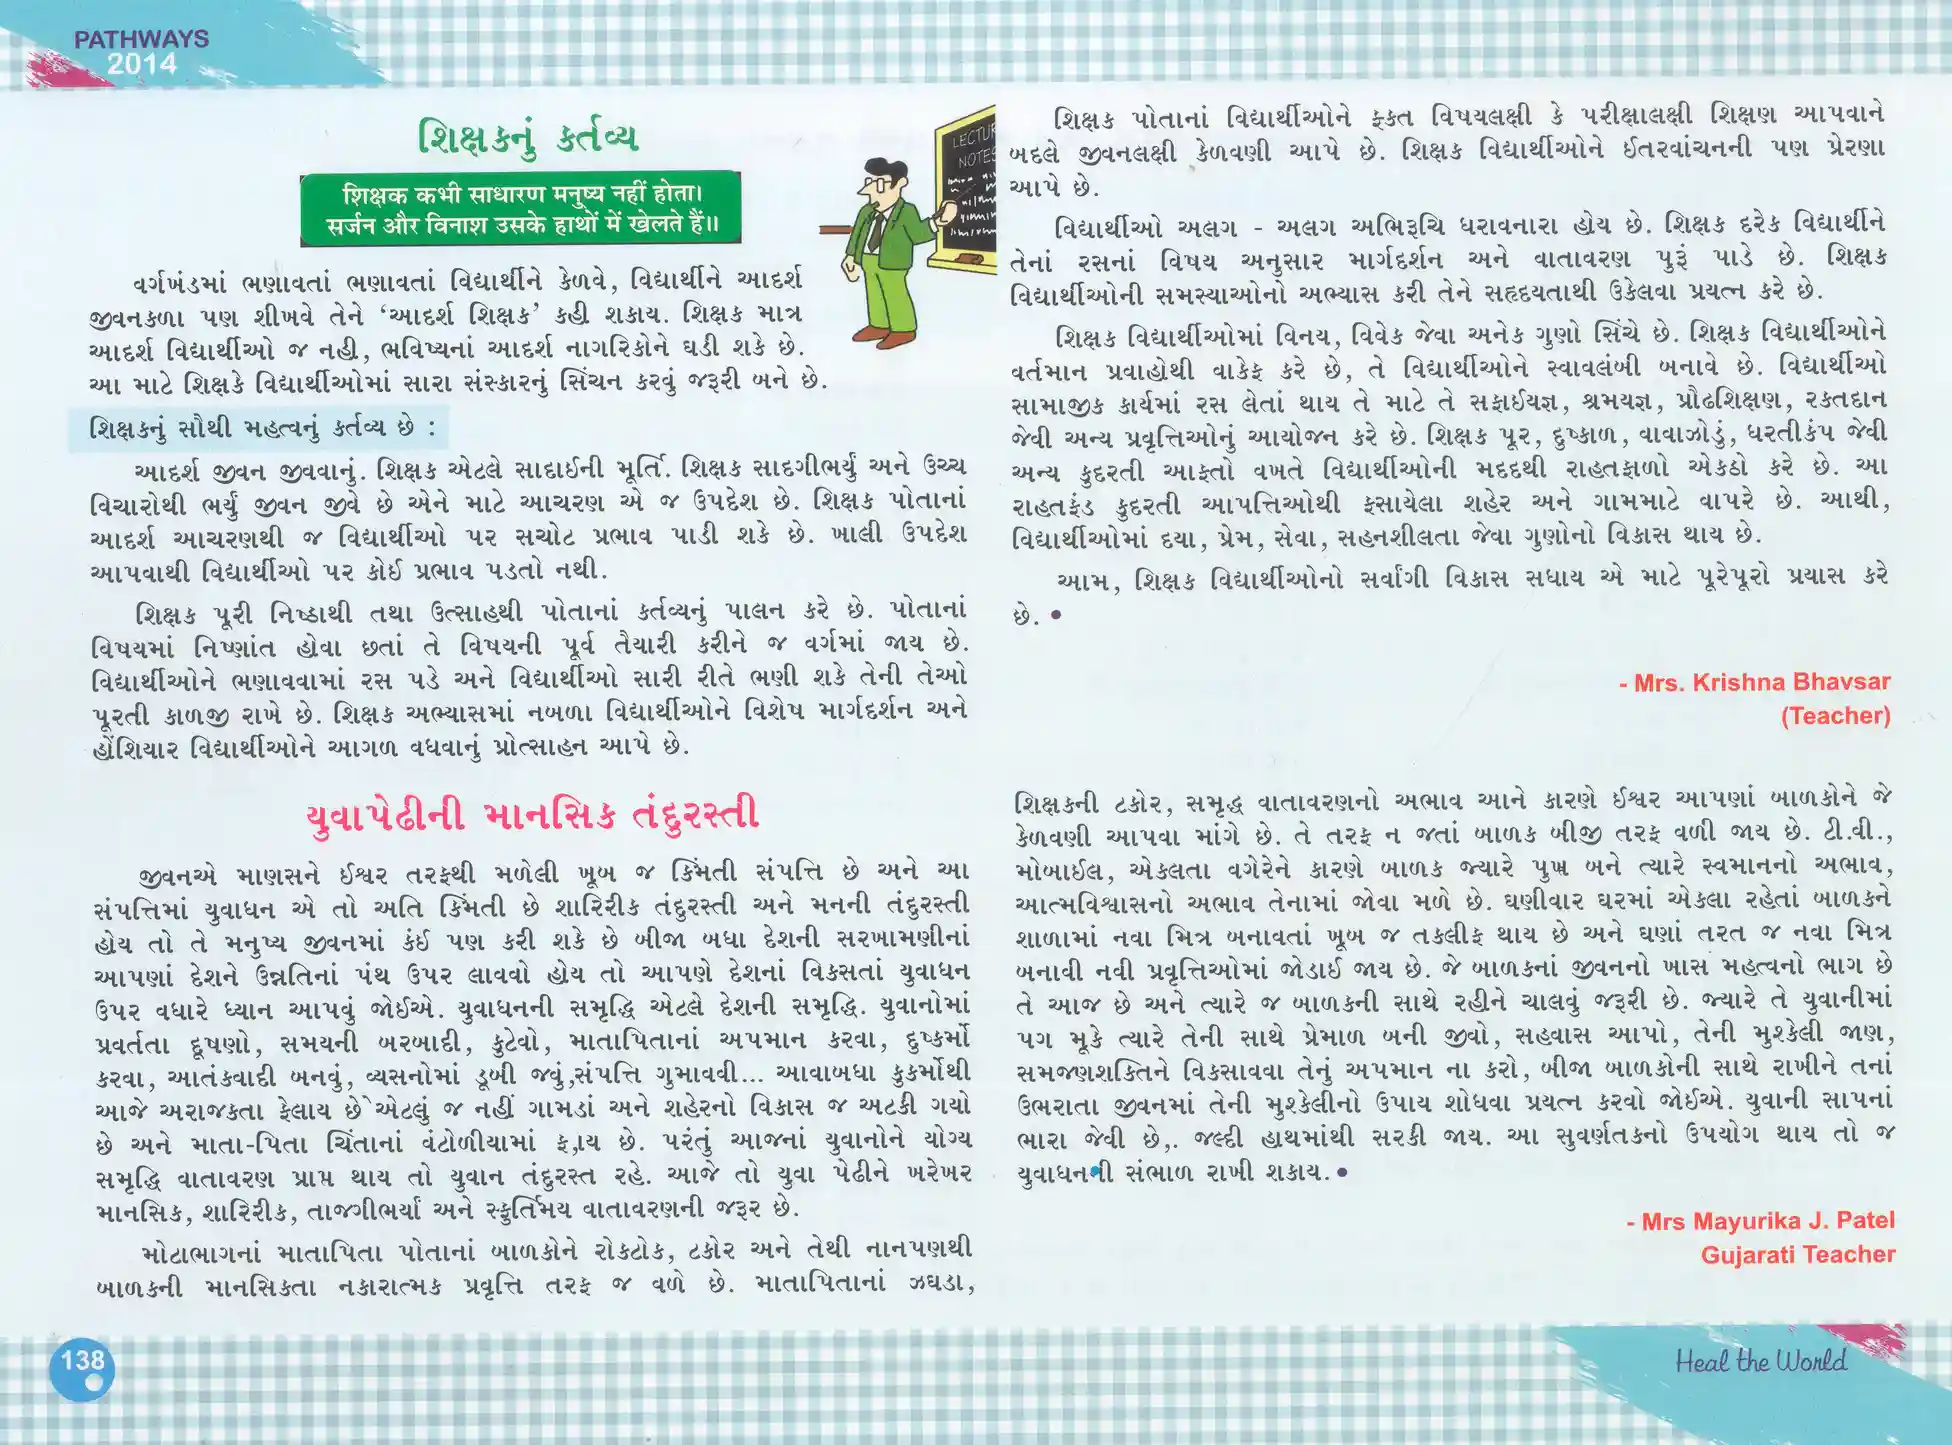 PATHWAYS
2014
શિક્ષકનું કર્તવ્ય
શિक્षક कभी साधारण मनुष्य नहीं होता।
सर्जन और विनाश उसके हाथों में खेलते हैं॥
LECTUR
NOTES
વર્ગખંડમાં ભણાવતાં ભણાવતાં વિદ્યાર્થીને કેળવે, વિદ્યાર્થીને આદર્શ
જીવનકળા પણ શીખવે તેને ‘આદર્શ શિક્ષક’ કહી શકાય. શિક્ષક માત્ર
આદર્શ વિદ્યાર્થીઓ જ નહી, ભવિષ્યનાં આદર્શ નાગરિકોને ઘડી શકે છે.
આ માટે શિક્ષકે વિદ્યાર્થીઓમાં સારા સંસ્કારનું સિંચન કરવું જરૂરી બને છે.
શિક્ષકનું સૌથી મહત્વનું કર્તવ્ય છે :
આદર્શ જીવન જીવવાનું. શિક્ષક એટલે સાદાઈની મૂર્તિ. શિક્ષક સાદગીભર્યું અને ઉચ્ચ
વિચારોથી ભર્યું જીવન જીવે છે એને માટે આચરણ એ જ ઉપદેશ છે. શિક્ષક પોતાનાં
આદર્શ આચરણથી જ વિદ્યાર્થીઓ પર સચોટ પ્રભાવ પાડી શકે છે. ખાલી ઉપદેશ
આપવાથી વિદ્યાર્થીઓ પર કોઈ પ્રભાવ પડતો નથી.
શિક્ષક પૂરી નિષ્ઠાથી તથા ઉત્સાહથી પોતાનાં કર્તવ્યનું પાલન કરે છે. પોતાનાં
વિષયમાં નિષ્ણાંત હોવા છતાં તે વિષયની પૂર્વ તૈયારી કરીને જ વર્ગમાં જાય છે.
વિદ્યાર્થીઓને ભણાવવામાં રસ પડે અને વિદ્યાર્થીઓ સારી રીતે ભણી શકે તેની તેઓ
પૂરતી કાળજી રાખે છે. શિક્ષક અભ્યાસમાં નબળા વિદ્યાર્થીઓને વિશેષ માર્ગદર્શન અને
હોંશિયાર વિદ્યાર્થીઓને આગળ વધવાનું પ્રોત્સાહન આપે છે.
શિક્ષક પોતાનાં વિદ્યાર્થીઓને ફક્ત વિષયલક્ષી કે પરીક્ષાલક્ષી શિક્ષણ આપવાને
બદલે જીવનલક્ષી કેળવણી આપે છે. શિક્ષક વિદ્યાર્થીઓને ઈતરવાંચનની પણ પ્રેરણા
આપે છે.
વિદ્યાર્થીઓ અલગ - અલગ અભિરૂચિ ધરાવનારા હોય છે. શિક્ષક દરેક વિદ્યાર્થીને
તેનાં રસનાં વિષય અનુસાર માર્ગદર્શન અને વાતાવરણ પુરૂં પાડે છે. શિક્ષક
વિદ્યાર્થીઓની સમસ્યાઓનો અભ્યાસ કરી તેને સહૃદયતાથી ઉકેલવા પ્રયત્ન કરે છે.
શિક્ષક વિદ્યાર્થીઓમાં વિનય, વિવેક જેવા અનેક ગુણો સિંચે છે. શિક્ષક વિદ્યાર્થીઓને
વર્તમાન પ્રવાહોથી વાકેફ કરે છે, તે વિદ્યાર્થીઓને સ્વાવલંબી બનાવે છે. વિદ્યાર્થીઓ
સામાજીક કાર્યમાં રસ લેતાં થાય તે માટે તે સફાઈયજ્ઞ, શ્રમયજ્ઞ, પ્રૌઢશિક્ષણ, રક્તદાન
જેવી અન્ય પ્રવૃત્તિઓનું આયોજન કરે છે. શિક્ષક પૂર, દુષ્કાળ, વાવાઝોડું, ધરતીકંપ જેવી
અન્ય કુદરતી આફતો વખતે વિદ્યાર્થીઓની મદદથી રાહતફાળો એકઠો કરે છે. આ
રાહતફંડ કુદરતી આપત્તિઓથી ફસાયેલા શહેર અને ગામમાટે વાપરે છે. આથી,
વિદ્યાર્થીઓમાં દયા, પ્રેમ, સેવા, સહનશીલતા જેવા ગુણોનો વિકાસ થાય છે.
આમ, શિક્ષક વિદ્યાર્થીઓનો સર્વાંગી વિકાસ સધાય એ માટે પૂરેપૂરો પ્રયાસ કરે
છે. •
- Mrs. Krishna Bhavsar
(Teacher)
યુવાપેઢીની માનસિક તંદુરસ્તી
જીવનએ માણસને ઈશ્વર તરફથી મળેલી ખૂબ જ કિંમતી સંપત્તિ છે અને આ
સંપત્તિમાં યુવાધન એ તો અતિ કિંમતી છે શારિરીક તંદુરસ્તી અને મનની તંદુરસ્તી
હોય તો તે મનુષ્ય જીવનમાં કંઈ પણ કરી શકે છે બીજા બધા દેશની સરખામણીનાં
આપણાં દેશને ઉન્નતિનાં પંથ ઉપર લાવવો હોય તો આપણે દેશનાં વિકસતાં યુવાધન
ઉપર વધારે ધ્યાન આપવું જોઈએ. યુવાધનની સમૃદ્ધિ એટલે દેશની સમૃદ્ધિ. યુવાનોમાં
પ્રવર્તતા દૂષણો, સમયની બરબાદી, કુટેવો, માતાપિતાનાં અપમાન કરવા, દુષ્કર્મો
કરવા, આતંકવાદી બનવું, વ્યસનોમાં ડૂબી જવું,સંપત્તિ ગુમાવવી... આવાબધા કુકર્મોથી
આજે અરાજકતા ફેલાય છે એટલું જ નહીં ગામડાં અને શહેરનો વિકાસ જ અટકી ગયો
છે અને માતા-પિતા ચિંતાનાં વંટોળીયામાં છે. પરંતું આજનાં યુવાનોને યોગ્ય
સમૃદ્ધિ વાતાવરણ પ્રાપ્ત થાય તો યુવાન તંદુરસ્ત રહે. આજે તો યુવા પેઢીને ખરેખર
માનસિક, શારિરીક, તાજગીભર્યા અને સ્ફુર્તિમય વાતાવરણની જરૂર છે.
મોટાભાગનાં માતાપિતા પોતાનાં બાળકોને રોકટોક, ટકોર અને તેથી નાનપણથી
બાળકની માનસિકતા નકારાત્મક પ્રવૃત્તિ તરફ જ વળે છે. માતાપિતાનાં ઝઘડા,
શિક્ષકની ટકોર, સમૃદ્ધ વાતાવરણનો અભાવ આને કારણે ઈશ્વર આપણાં બાળકોને જે
કેળવણી આપવા માંગે છે. તે તરફ ન જતાં બાળક બીજી તરફ વળી જાય છે. ટી.વી.,
મોબાઈલ, એકલતા વગેરેને કારણે બાળક જ્યારે પુખ્ત બને ત્યારે સ્વમાનનો અભાવ,
આત્મવિશ્વાસનો અભાવ તેનામાં જોવા મળે છે. ઘણીવાર ઘરમાં એકલા રહેતાં બાળકને
શાળામાં નવા મિત્ર બનાવતાં ખૂબ જ તકલીફ થાય છે અને ઘણાં તરત જ નવા મિત્ર
બનાવી નવી પ્રવૃત્તિઓમાં જોડાઈ જાય છે. જે બાળકનાં જીવનનો ખાસ મહત્વનો ભાગ છે
તે આજ છે અને ત્યારે જ બાળકની સાથે રહીને ચાલવું જરૂરી છે. જ્યારે તે યુવાનીમાં
પગ મૂકે ત્યારે તેની સાથે પ્રેમાળ બની જીવો, સહવાસ આપો, તેની મુશ્કેલી જાણ,
સમજણશક્તિને વિકસાવવા તેનું અપમાન ના કરો, બીજા બાળકોની સાથે રાખીને તનાં
ઉભરાતા જીવનમાં તેની મુશ્કેલીનો ઉપાય શોધવા પ્રયત્ન કરવો જોઈએ. યુવાની સાપનાં
ભારા જેવી છે,. જલ્દી હાથમાંથી સરકી જાય. આ સુવર્ણતકનો ઉપયોગ થાય તો જ
યુવાધનની સંભાળ રાખી શકાય. •
- Mrs Mayurika J. Patel
Gujarati Teacher
138
Heal the World